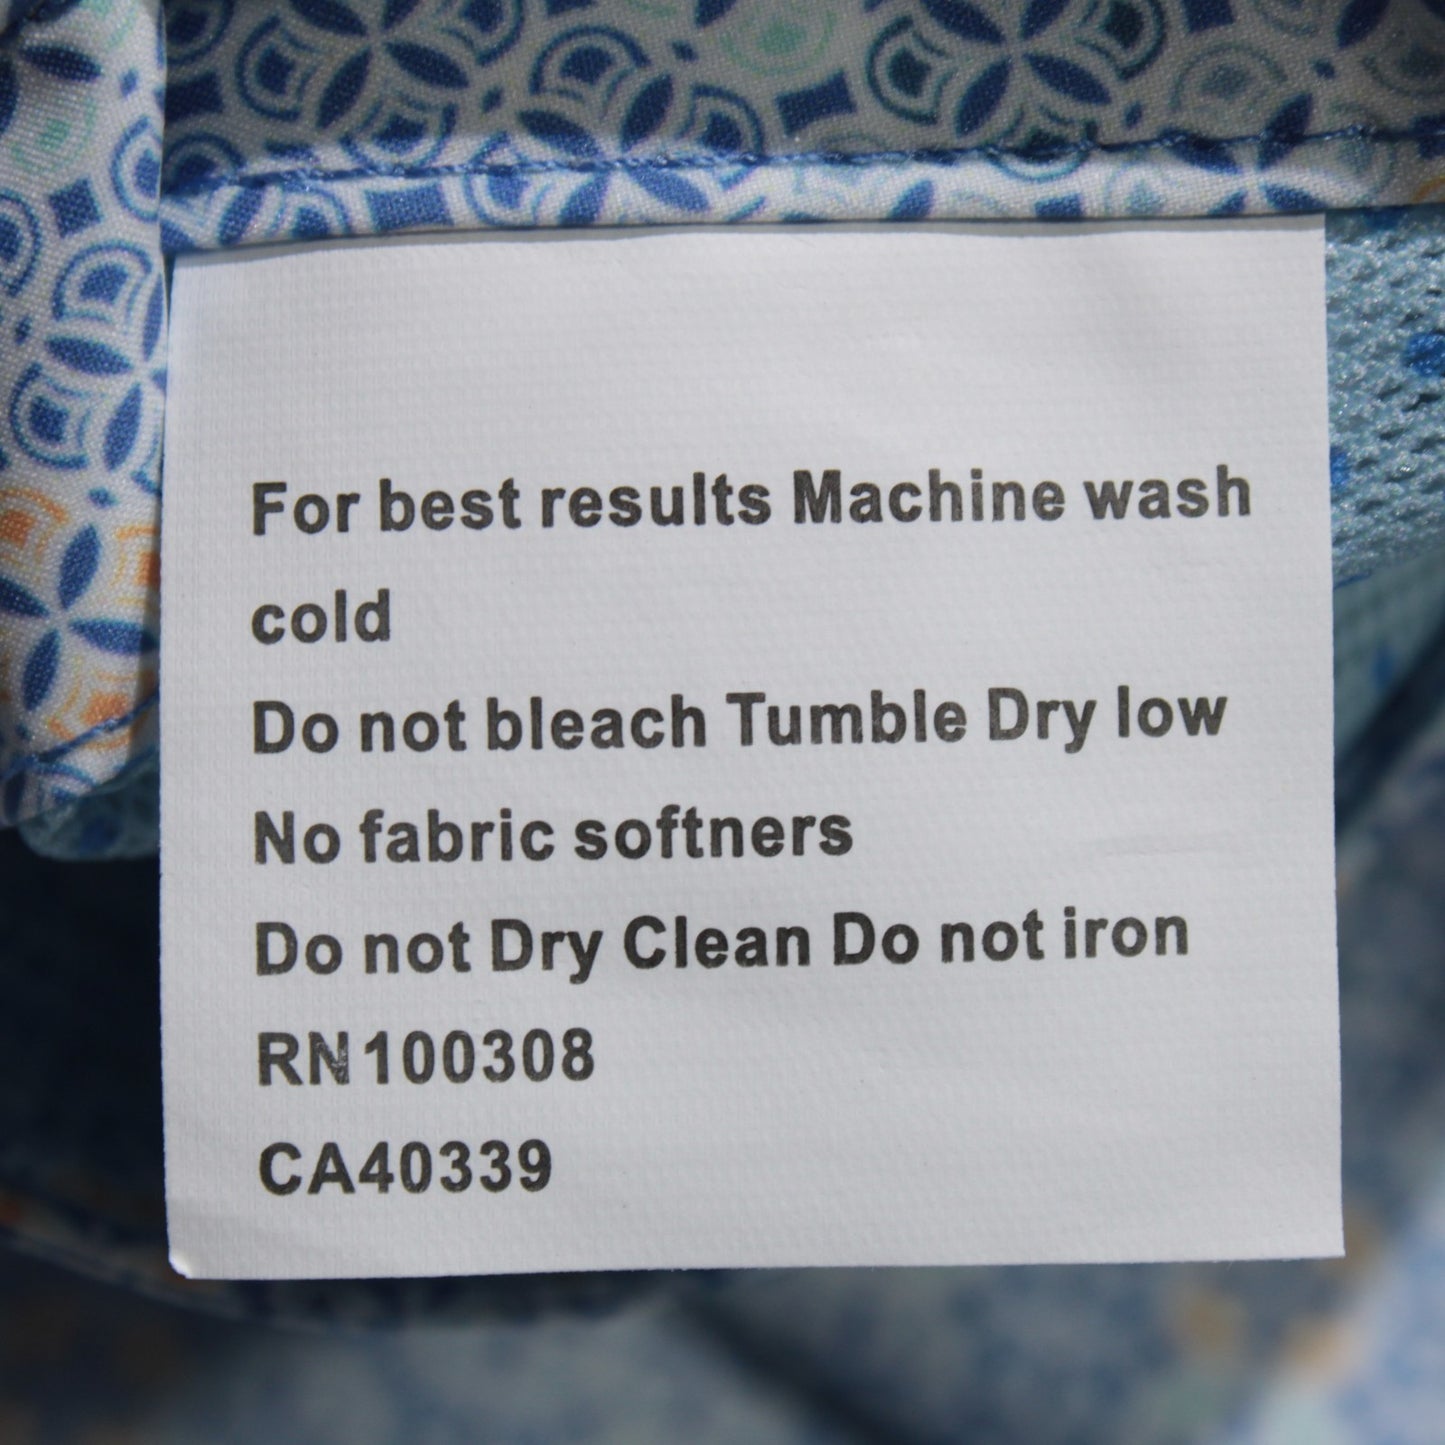 For best results Machine wash
cold
Do not bleach Tumble Dry low
No fabric softners
Do not Dry Clean Do not iron
RN100308
CA40339